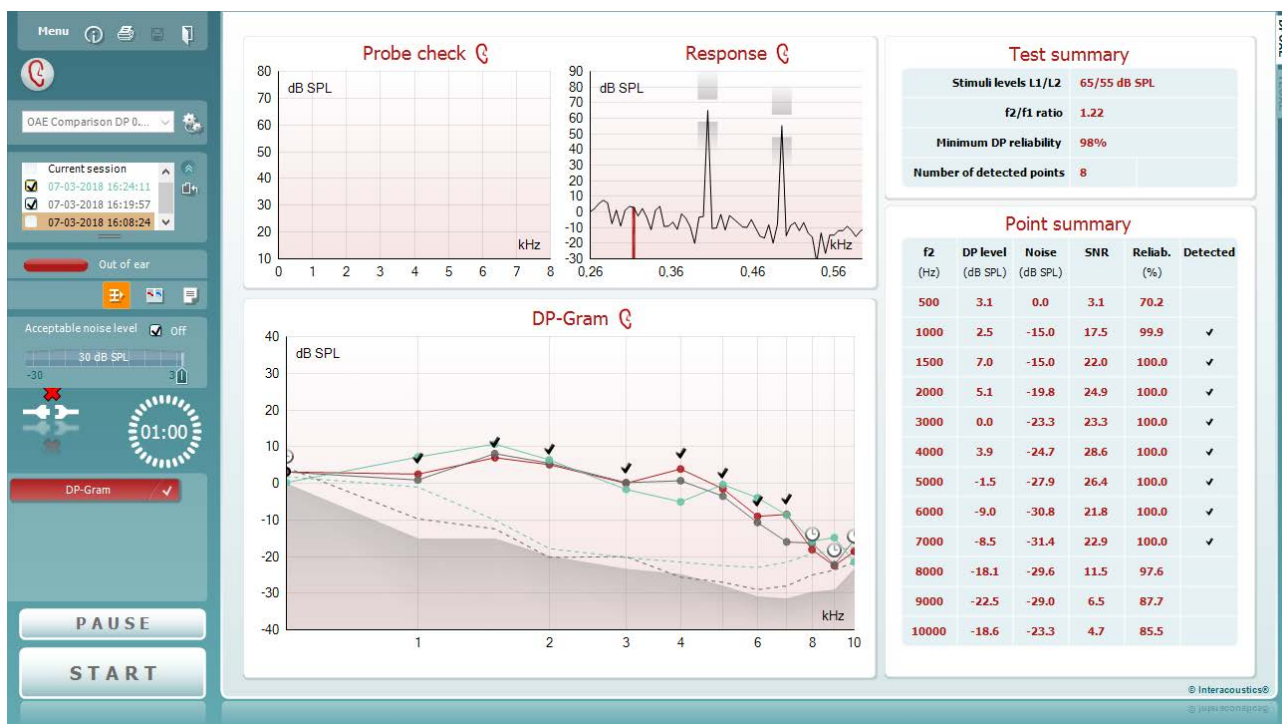 Menu
OAE Comparison DP 0....
Current session
07-03-2018 16:24:11
07-03-2018 16:19:57
07-03-2018 16:08:24
Out of ear
Acceptable noise level Off
30 dB SPL
-30
01:00
DP-Gram
PAUSE
START
Probe check
dB SPL
80
70
60
50
40
30
20
10
kHz
0 1 2 3 4 5 6 7 8
Response
dB SPL
90
80
70
60
50
40
30
20
10
0
-10
-20
-30
kHz
0,26 0,36 0,46 0,56
DP-Gram
dB SPL
40
30
20
10
0
-10
-20
-30
-40
kHz
1 2 3 4 6 8 10
Test summary
Stimuli levels L1/L2 65/55 dB SPL
f2/f1 ratio 1.22
Minimum DP reliability 98%
Number of detected points 8
Point summary
f2 DP level Noise SNR Reliab. Detected
(Hz) (dB SPL) (dB SPL) (%)
500 3.1 0.0 3.1 70.2
1000 2.5 -15.0 17.5 99.9
1500 7.0 -15.0 22.0 100.0
2000 5.1 -19.8 24.9 100.0
3000 0.0 -23.3 23.3 100.0
4000 3.9 -24.7 28.6 100.0
5000 -1.5 -27.9 26.4 100.0
6000 -9.0 -30.8 21.8 100.0
7000 -8.5 -31.4 22.9 100.0
8000 -18.1 -29.6 11.5 97.6
9000 -22.5 -29.0 6.5 87.7
10000 -18.6 -23.3 4.7 85.5
© Interacoustics®